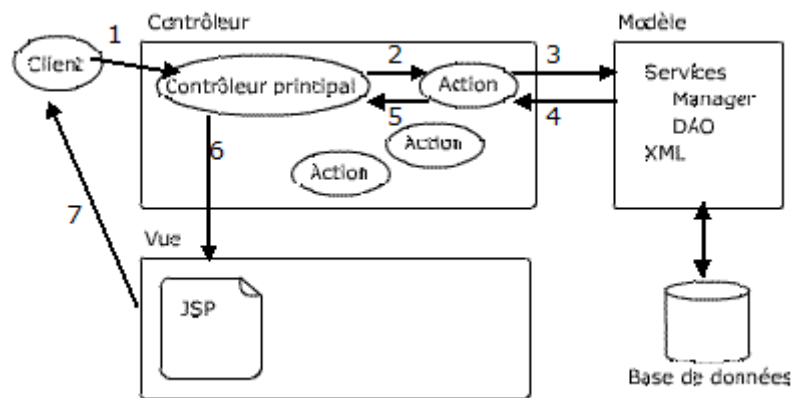 Contrôleur
Modèle
1
Client
2
3
Contrôleur printipal
Action
Services
Manager
DAO
XML
5
4
6
Action
Action
7
Vue
JSP
Base de données